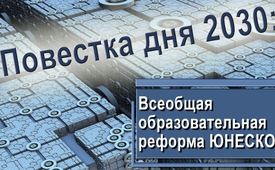 Повестка дня 2030:
Всеобщая
образовательная
реформа ЮНЕСКО